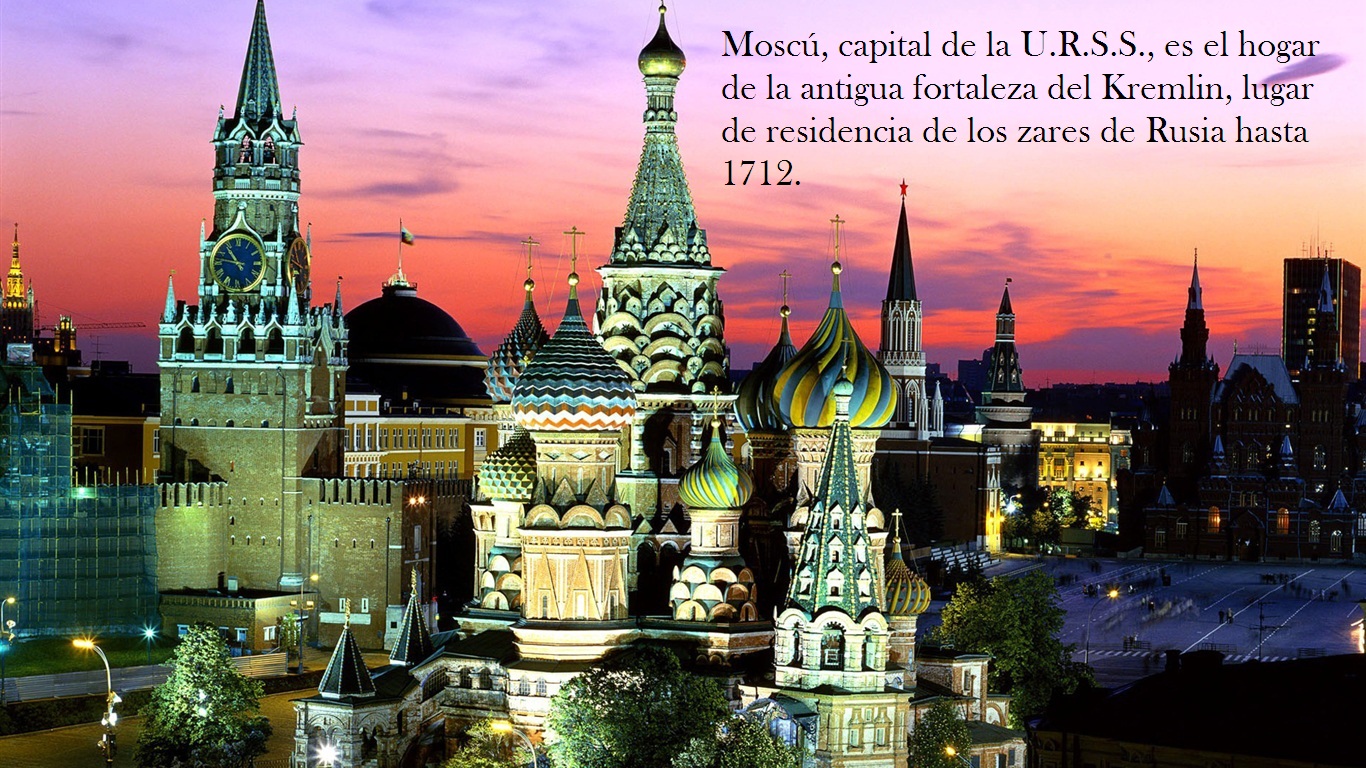 Moscú, capital de la U.R.S.S., es el hogar
de la antigua fortaleza del Kremlin, lugar
de residencia de los zares de Rusia hasta
1712.